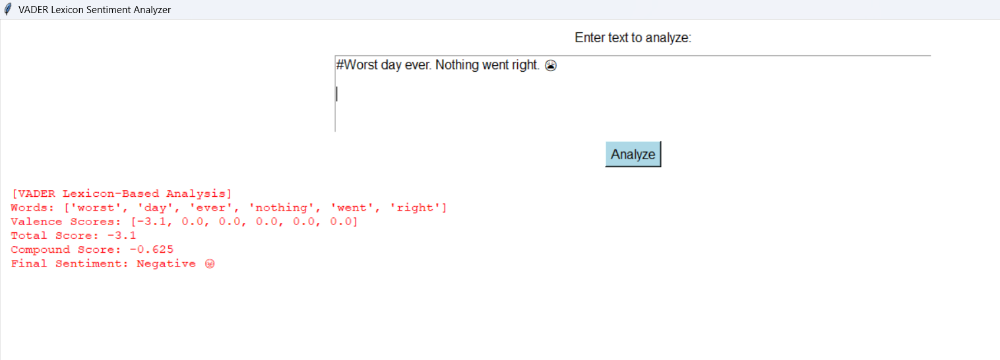 VADER Lexicon Sentiment Analyzer
Enter text to analyze:
#Worst day ever. Nothing went right. 😭
Analyze
[VADER Lexicon-Based Analysis]
Words: ['worst', 'day', 'ever', 'nothing', 'went', 'right']
Valence Scores: [-3.1, 0.0, 0.0, 0.0, 0.0, 0.0]
Total Score: -3.1
Compound Score: -0.625
Final Sentiment: Negative 😠